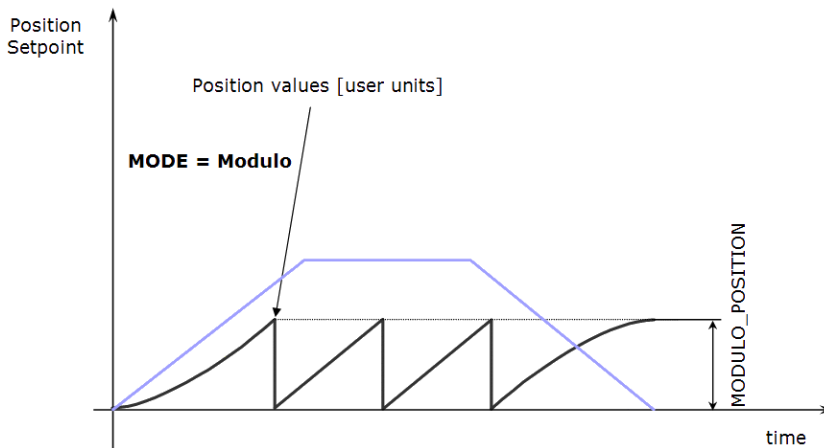 Position
Setpoint
Position values [user units]
MODE = Modulo
MODULO_POSITION
time